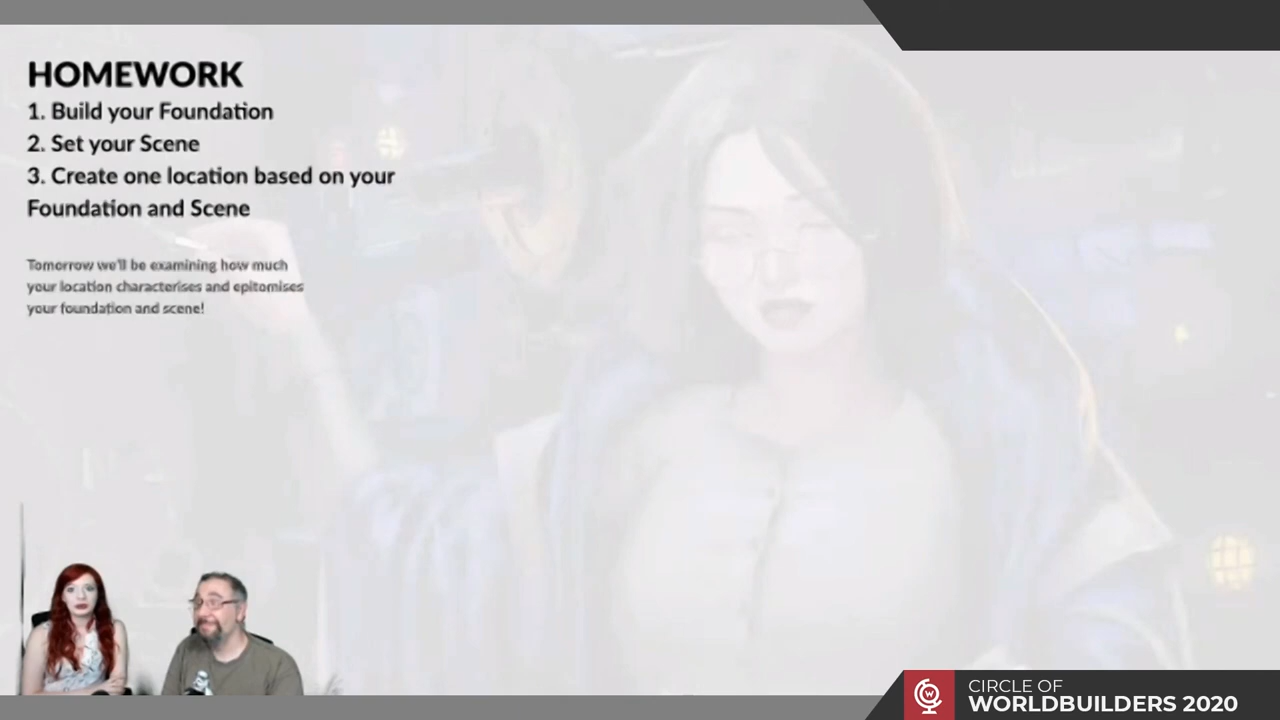 HOMEWORK
1. Build your Foundation
2. Set your Scene
3. Create one location based on your
Foundation and Scene
Tomorrow we'll be examining how much
your location characterises and epitomises
your foundation and scene!
W
CIRCLE OF
WORLDBUILDERS 2020